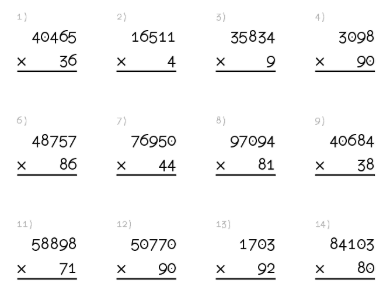 1) 2) 3) 4)
40465 16511 35834 3098
× 36 × 4 × 9 × 90
6) 7) 8) 9)
48757 76950 97094 40684
× 86 × 44 × 81 × 38
11) 12) 13) 14)
58898 50770 1703 84103
× 71 × 90 × 92 × 80